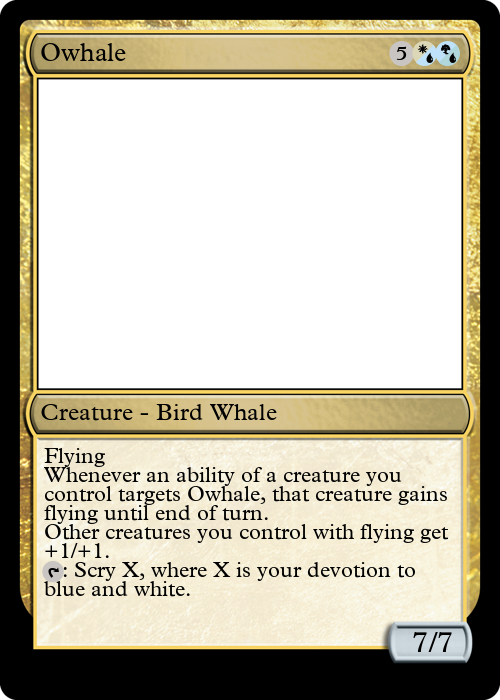 Owhale 5
Creature - Bird Whale
Flying
Whenever an ability of a creature you
control targets Owhale, that creature gains
flying until end of turn.
Other creatures you control with flying get
+1/+1.
: Scry X, where X is your devotion to
blue and white.
7/7